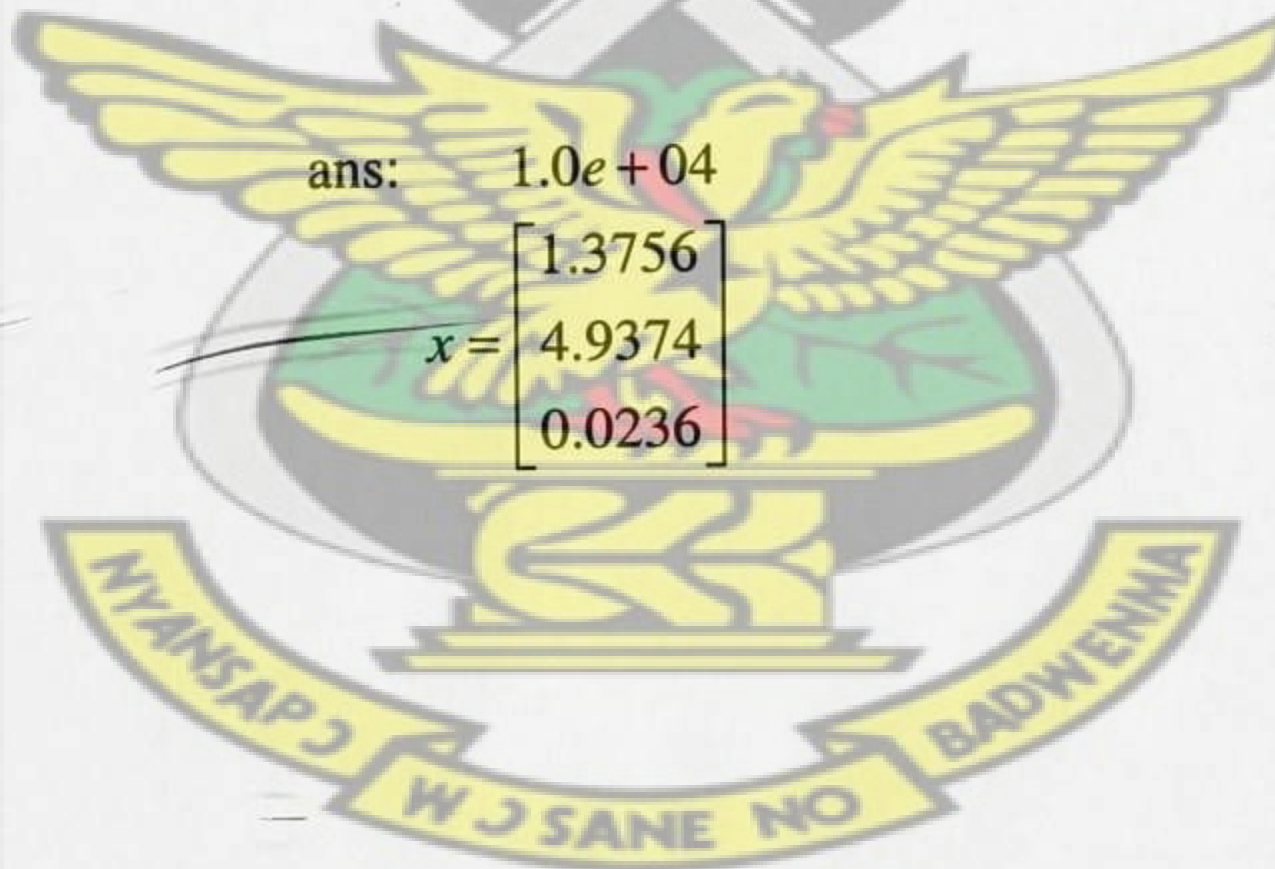 ans: 1.0e+04
x = [1.3756
4.9374
0.0236]
NYANSAPƆ
WƆSANE NO
BADWENMA